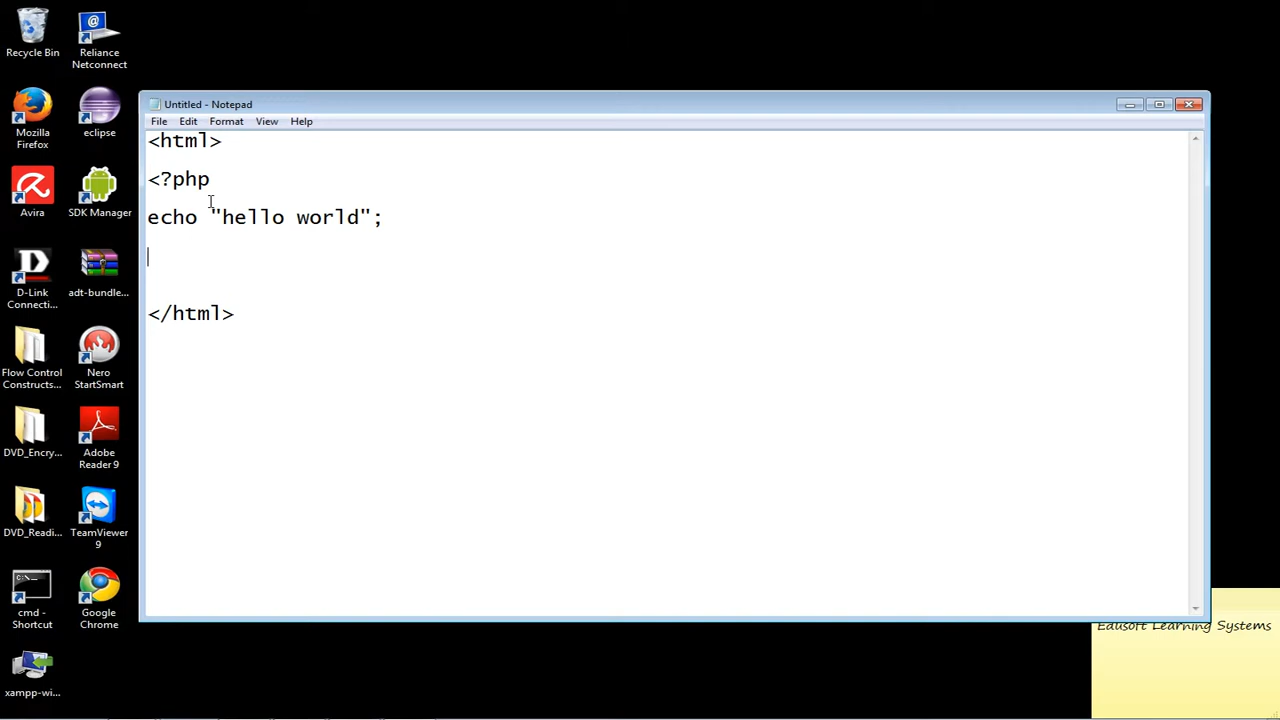 Recycle Bin
Reliance
Netconnect
Mozilla
Firefox
eclipse
Avira
SDK Manager
D-Link
Connecti...
adt-bundle...
Flow Control
Constructs...
Nero
StartSmart
DVD_Encry...
Adobe
Reader 9
DVD_Readi...
TeamViewer
9
cmd -
Shortcut
Google
Chrome
xampp-wi...
Untitled - Notepad
File Edit Format View Help
<html>
<?php
echo "hello world";
</html>
Edusoft Learning Systems